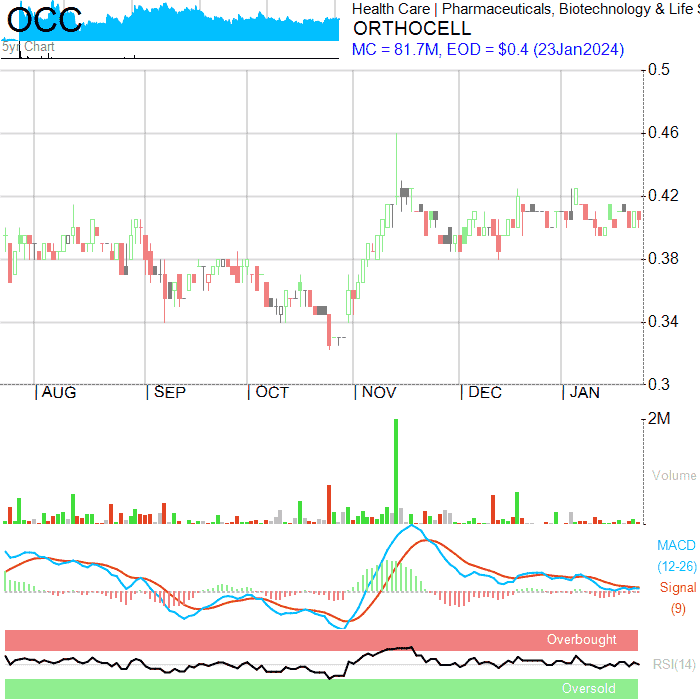 OCC
5yr Chart
Health Care | Pharmaceuticals, Biotechnology & Life S
ORTHOCELL
MC = 81.7M, EOD = $0.4 (23Jan2024)
0.5
0.46
0.42
0.38
0.34
0.3
| AUG | SEP | OCT | NOV | DEC | JAN
2M
Volume
MACD
(12-26)
Signal
(9)
Overbought
RSI(14)
Oversold